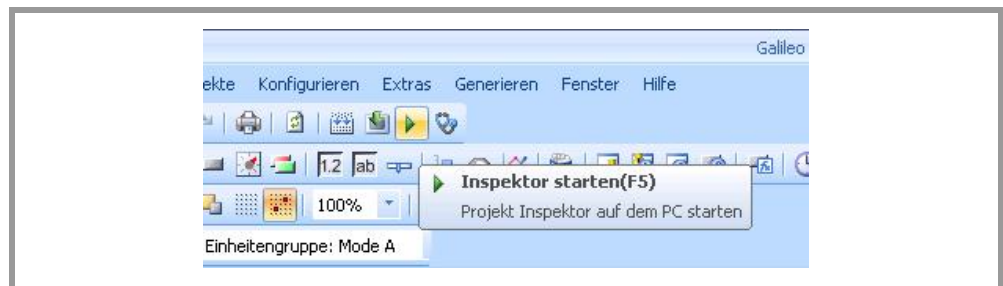 Galileo
ekte Konfigurieren Extras Generieren Fenster Hilfe
1.2 ab
Inspektor starten(F5)
100%
Projekt Inspektor auf dem PC starten
Einheitengruppe: Mode A